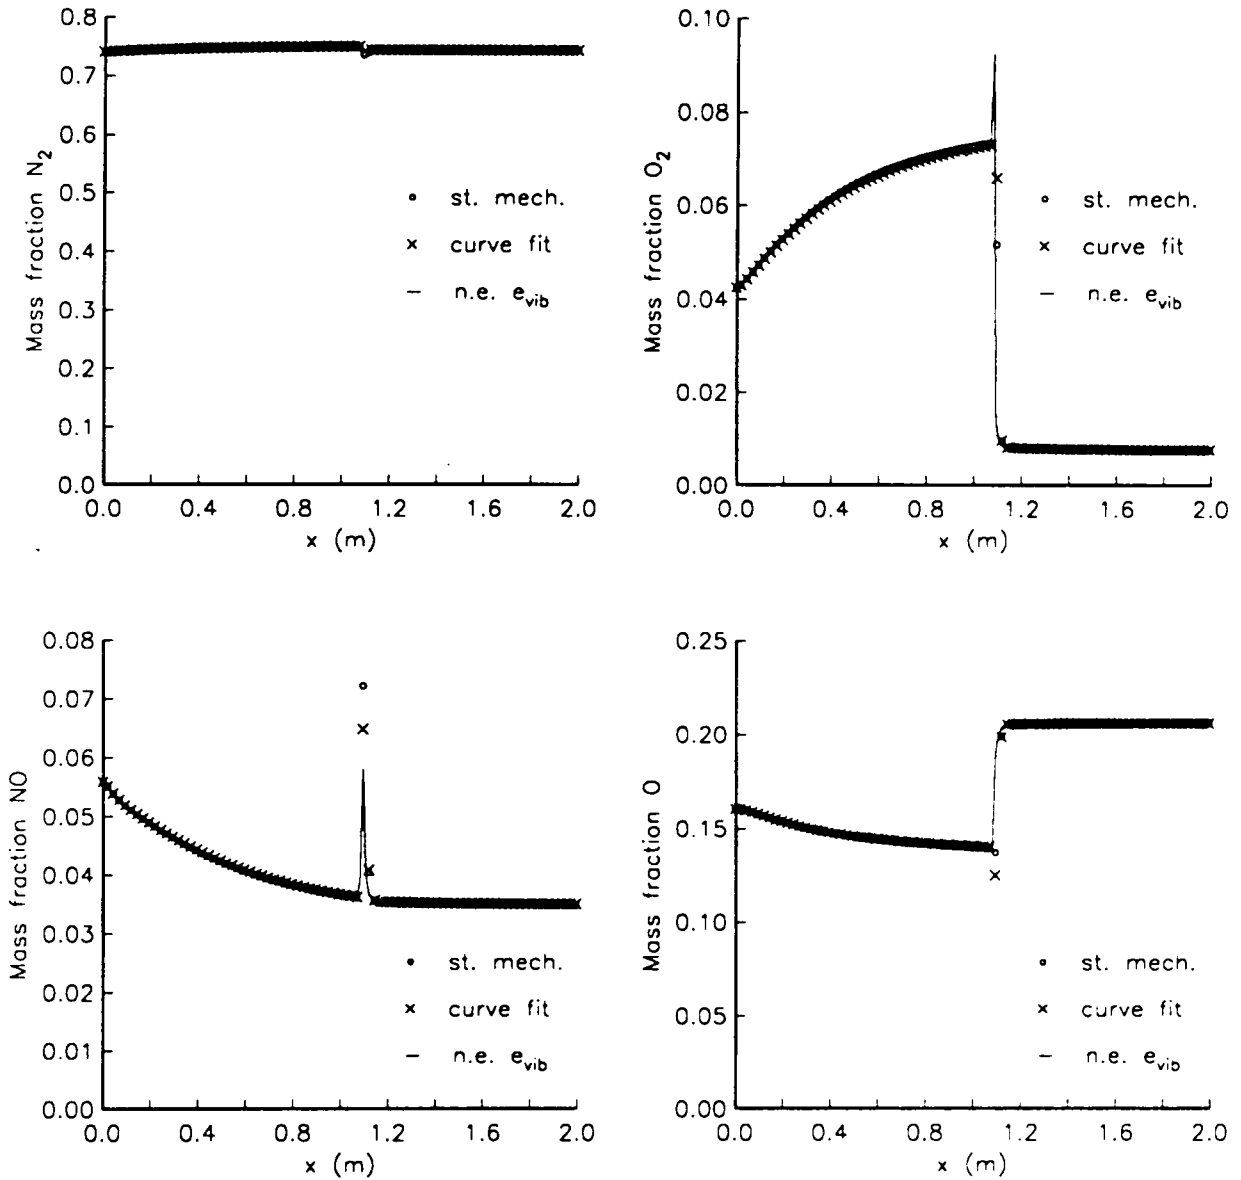 0.8
0.7
0.6
0.5
0.4
0.3
0.2
0.1
0.0
Mass fraction N2
st. mech.
curve fit
n.e. e_vib
0.0 0.4 0.8 1.2 1.6 2.0
x (m)
0.10
0.08
0.06
0.04
0.02
0.00
Mass fraction O2
st. mech.
curve fit
n.e. e_vib
0.0 0.4 0.8 1.2 1.6 2.0
x (m)
0.08
0.07
0.06
0.05
0.04
0.03
0.02
0.01
0.00
Mass fraction NO
st. mech.
curve fit
n.e. e_vib
0.0 0.4 0.8 1.2 1.6 2.0
x (m)
0.25
0.20
0.15
0.10
0.05
0.00
Mass fraction O
st. mech.
curve fit
n.e. e_vib
0.0 0.4 0.8 1.2 1.6 2.0
x (m)